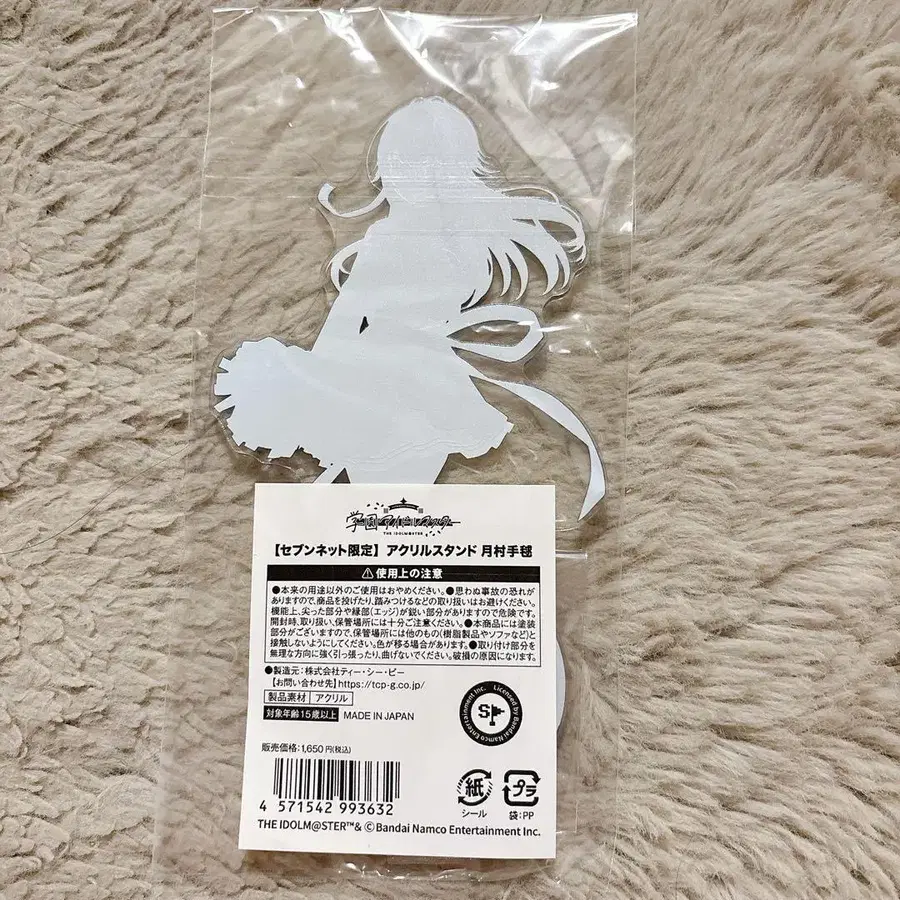 学園アイドルマスター
THE IDOLM@STER
【セブンネット限定】アクリルスタンド 月村手毬
⚠使用上の注意
●本来の用途以外のご使用はおやめください。●思わぬ事故の恐れが
ありますので、商品を投げたり、踏みつけるなどの取り扱いはお避けください。
機能上、尖った部分や縁部(エッジ)が鋭い部分がありますので危険です。
開封時、取り扱い、保管場所には十分ご注意ください。●本商品には塗装
部分がございますので、保管場所には他のもの(樹脂製品やソファなど)と
接触しないようにしてください。色が移る場合があります。●取り付け部分を
無理な方向に強く引っ張ったり、曲げないでください。破損の原因になります。
●製造元:株式会社ティー・シー・ピー
【お問い合わせ先】https://tcp-g.co.jp/
製品素材 アクリル
対象年齢15歳以上 MADE IN JAPAN
Licensed by Bandai Namco Entertainment Inc.
SP
販売価格:1,650円(税込)
4 571542 993632
紙
シール
プラ
袋:PP
THE IDOLM@STER™& ©Bandai Namco Entertainment Inc.